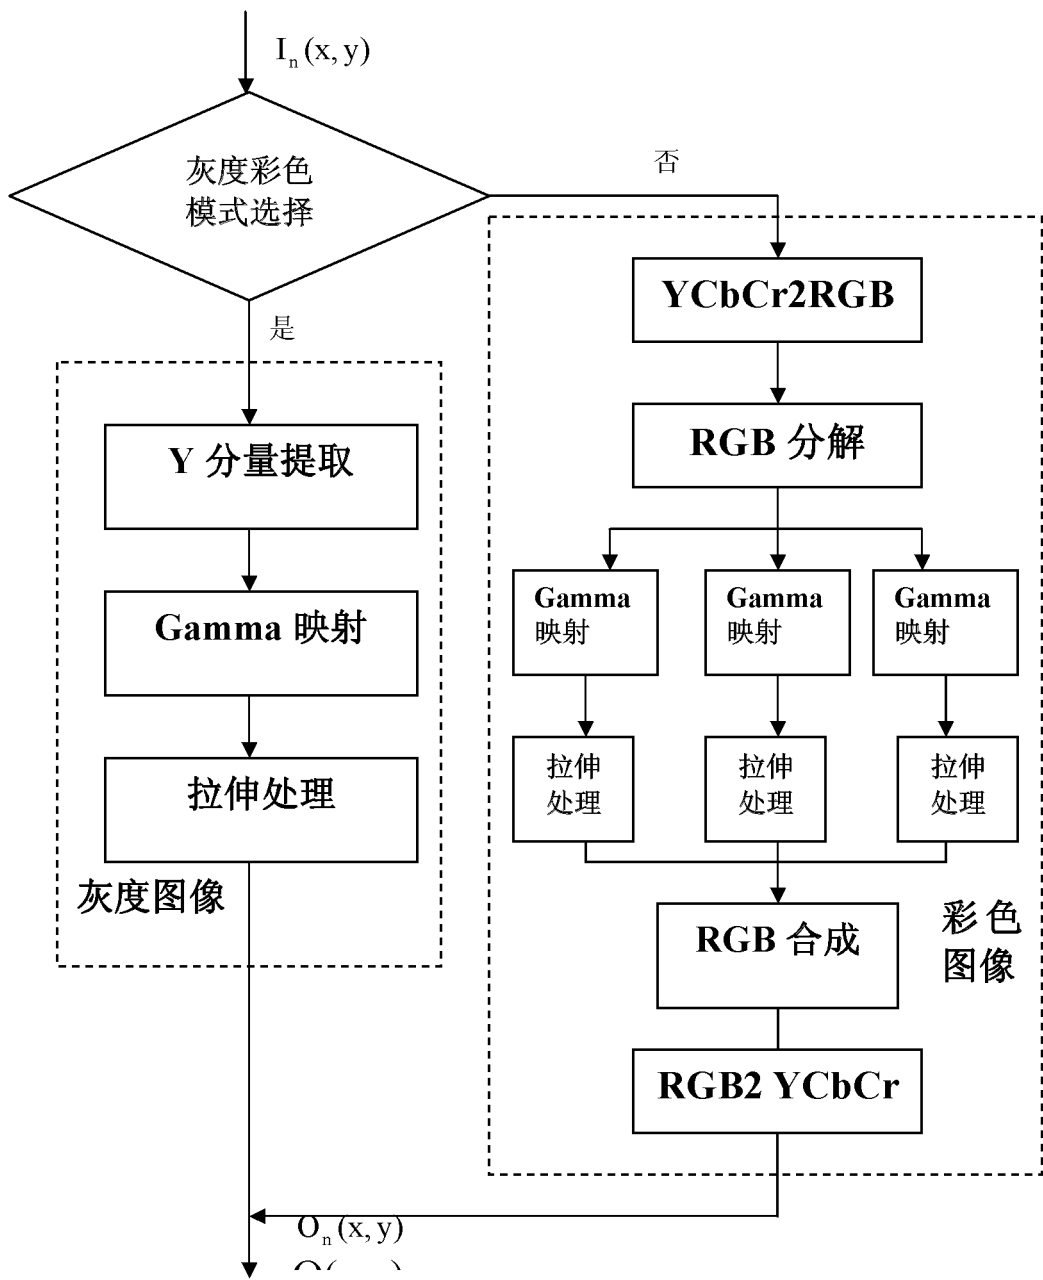 Iₙ(x, y)
灰度彩色
模式选择
否
是
YCbCr2RGB
RGB 分解
Y 分量提取
Gamma
映射
Gamma
映射
Gamma
映射
Gamma 映射
拉伸
处理
拉伸
处理
拉伸
处理
拉伸处理
灰度图像
彩 色
图像
RGB 合成
RGB2 YCbCr
Oₙ(x, y)